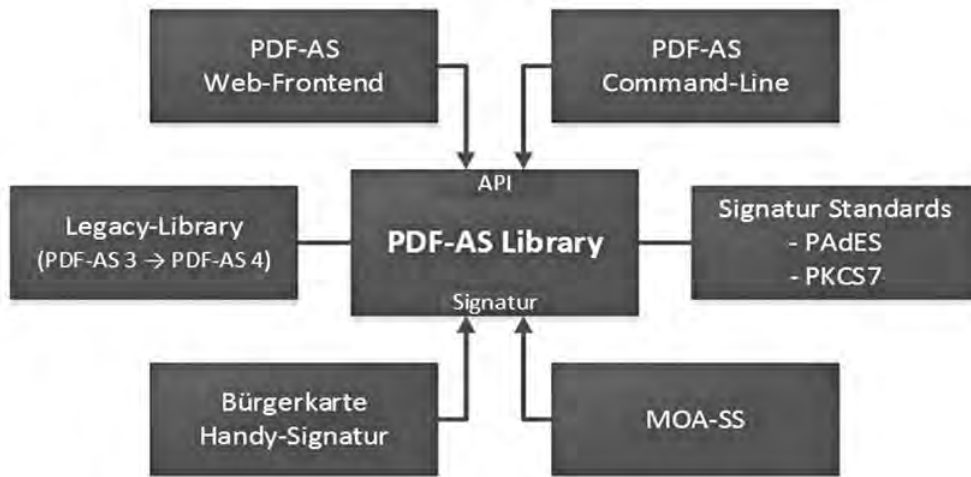 PDF-AS
Web-Frontend
PDF-AS
Command-Line
Legacy-Library
(PDF-AS 3 → PDF-AS 4)
API
PDF-AS Library
Signatur
Signatur Standards
- PAdES
- PKCS7
Bürgerkarte
Handy-Signatur
MOA-SS